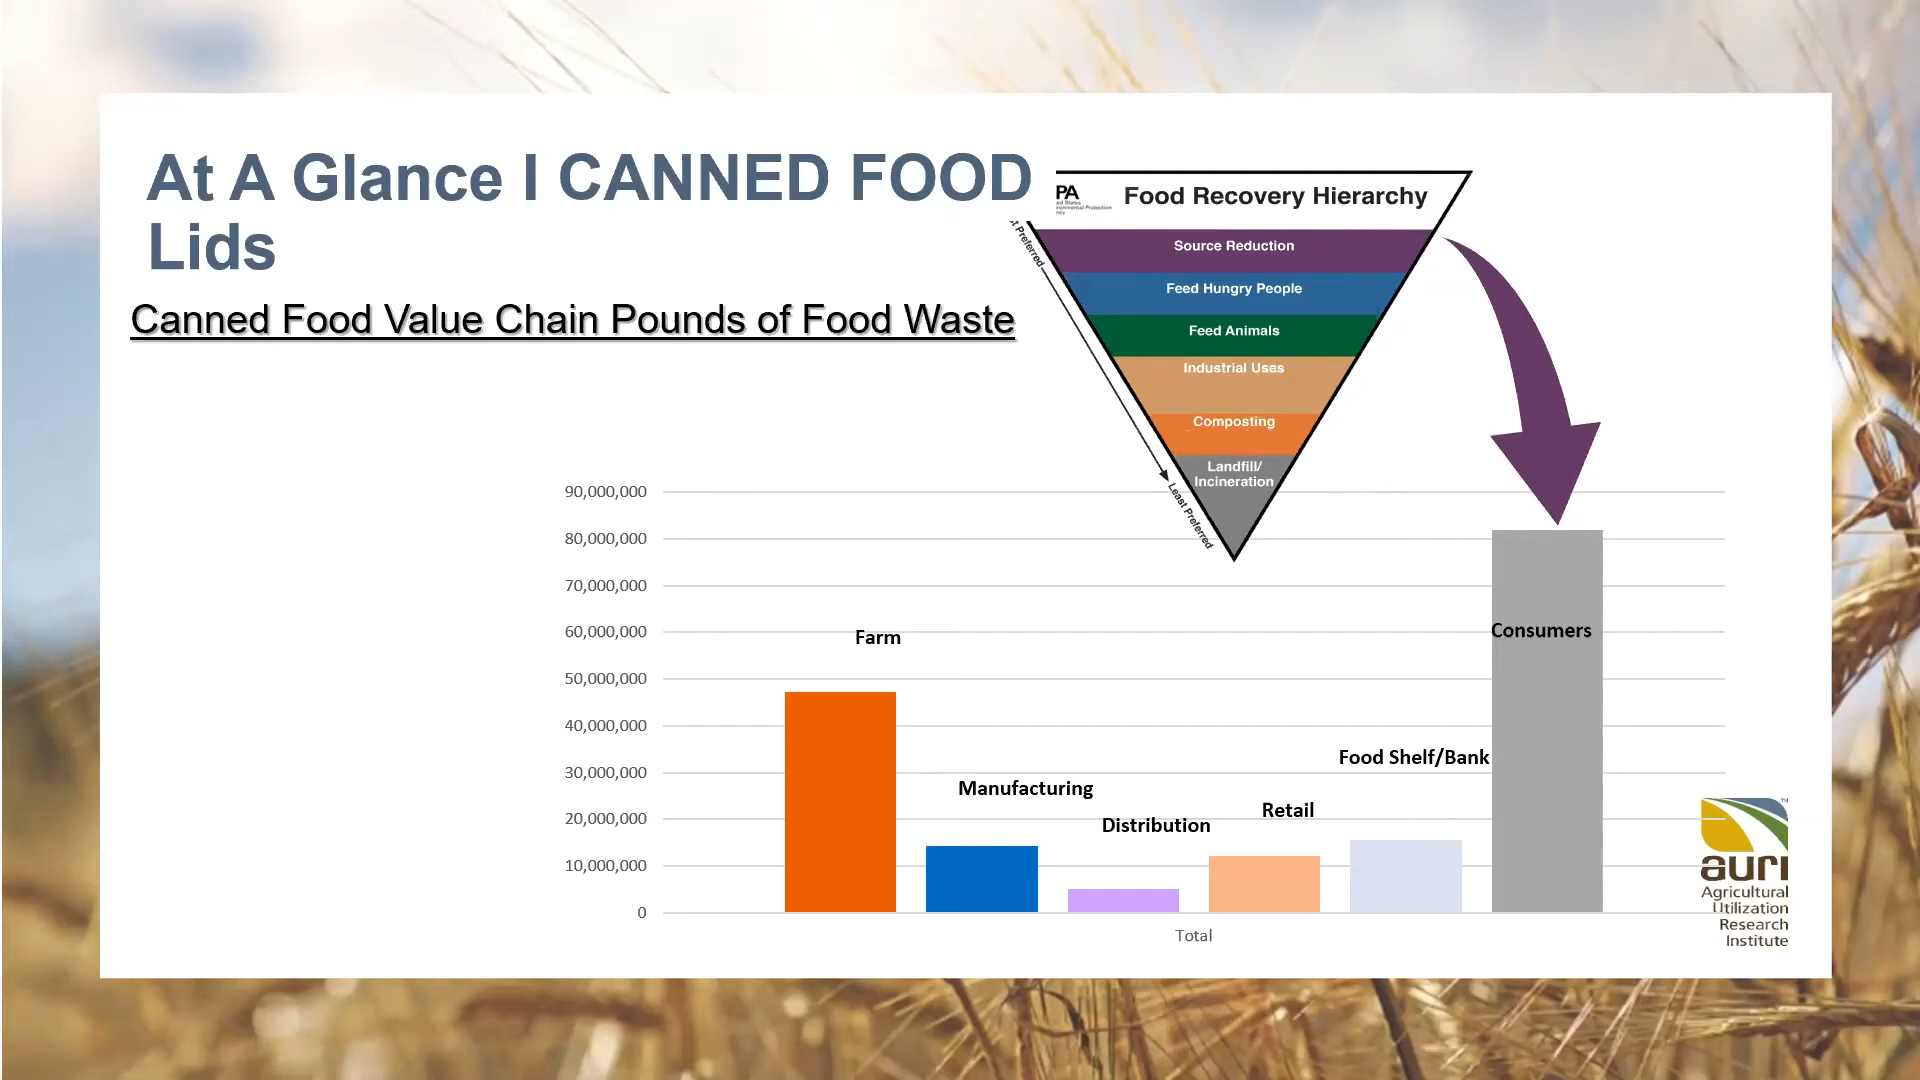 At A Glance I CANNED FOOD
Lids
Canned Food Value Chain Pounds of Food Waste
PA
Food Recovery Hierarchy
Preferred
Source Reduction
Feed Hungry People
Feed Animals
Industrial Uses
Composting
Landfill/
Incineration
Least Preferred
90,000,000
80,000,000
70,000,000
60,000,000
50,000,000
40,000,000
30,000,000
20,000,000
10,000,000
0
Farm
Manufacturing
Distribution
Retail
Food Shelf/Bank
Consumers
Total
auri
Agricultural
Utilization
Research
Institute
TM